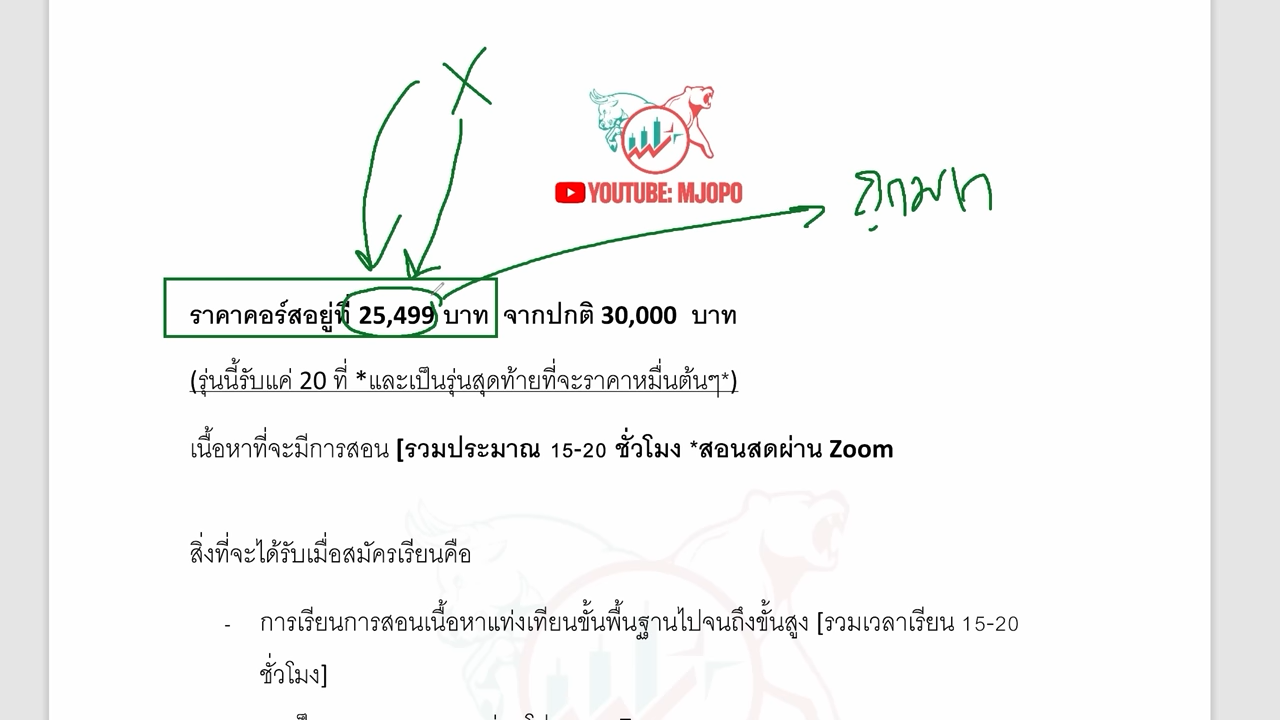 YOUTUBE: MJOPO
ถูกมาก
ราคาคอร์สอยู่ที่ 25,499 บาท จากปกติ 30,000 บาท
(รุ่นนี้รับแค่ 20 ที่ *และเป็นรุ่นสุดท้ายที่จะราคาหมื่นต้นๆ*)
เนื้อหาที่จะมีการสอน [รวมประมาณ 15-20 ชั่วโมง *สอนสดผ่าน Zoom
สิ่งที่จะได้รับเมื่อสมัครเรียนคือ
- การเรียนการสอนเนื้อหาแท่งเทียนขั้นพื้นฐานไปจนถึงขั้นสูง [รวมเวลาเรียน 15-20
ชั่วโมง]